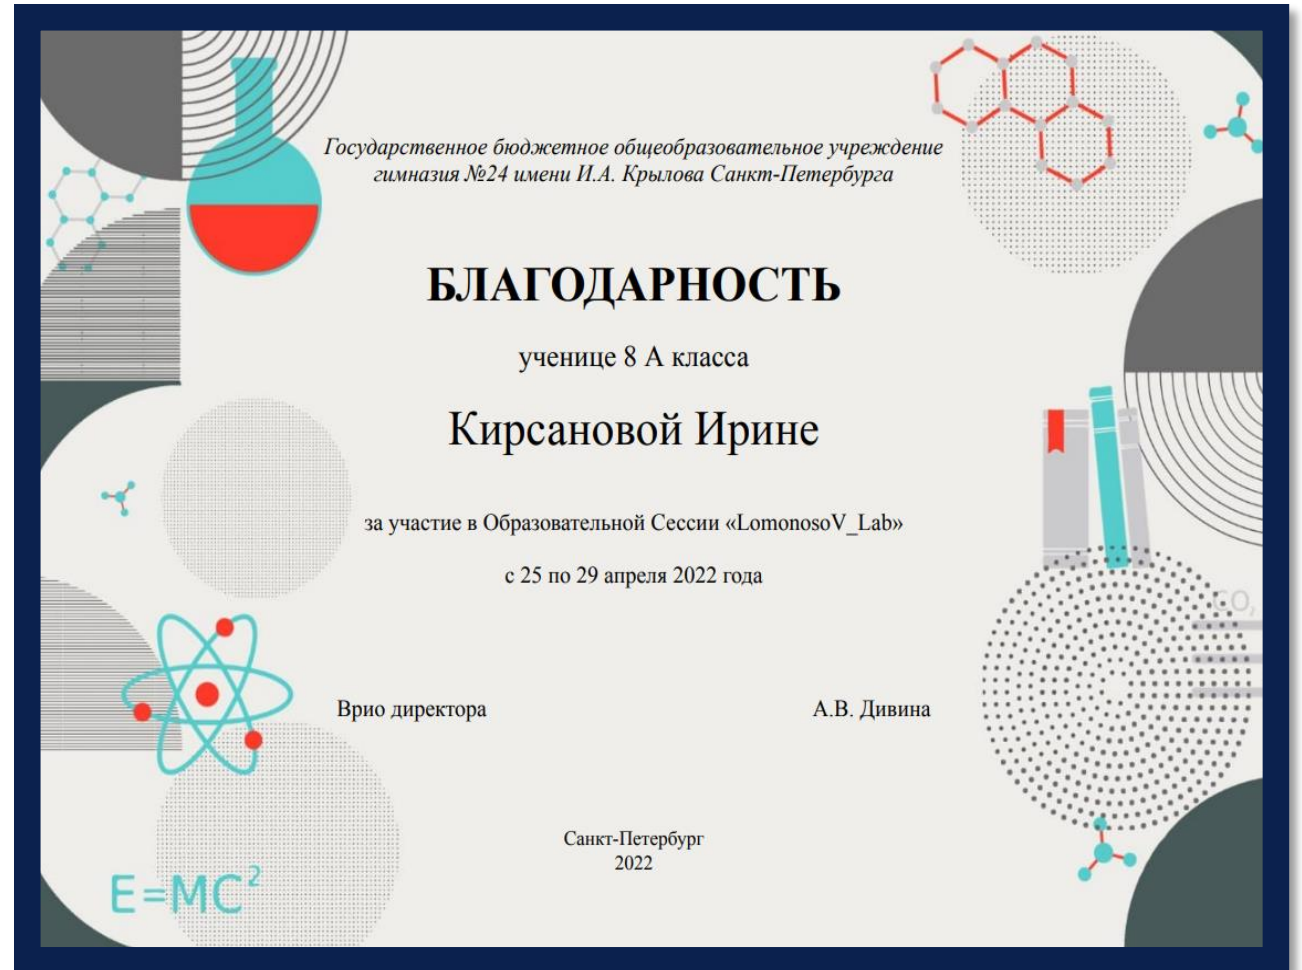 Государственное бюджетное общеобразовательное учреждение
гимназия №24 имени И.А. Крылова Санкт-Петербурга
БЛАГОДАРНОСТЬ
ученице 8 А класса
Кирсановой Ирине
за участие в Образовательной Сессии «LomonosoV_Lab»
с 25 по 29 апреля 2022 года
Врио директора А.В. Дивина
Санкт-Петербург
2022
E=MC²
CO,